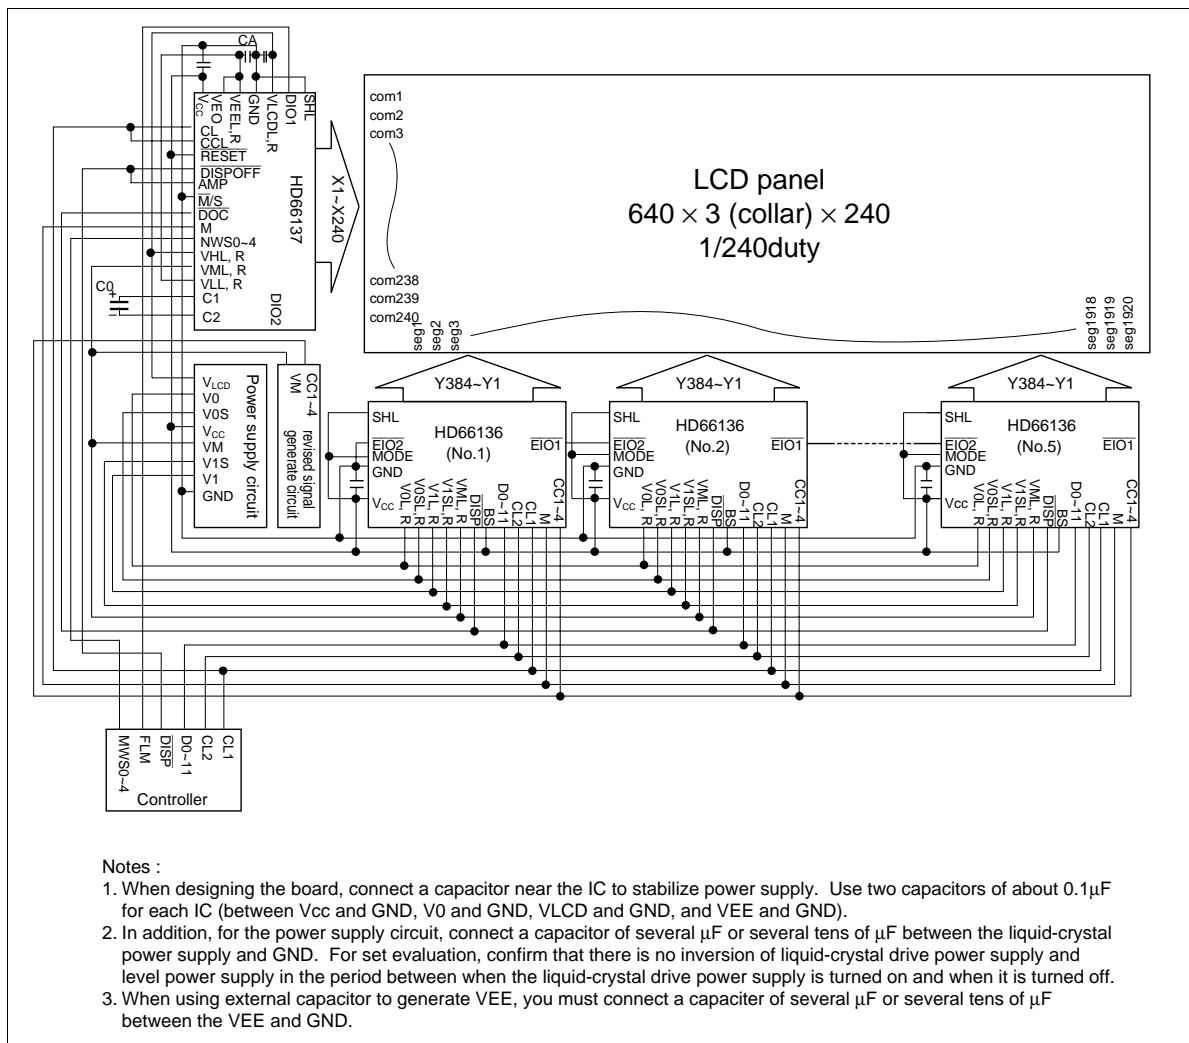 CA
VCC
VEO
VEEL,R
GND
VLCDL,R
DIO1
SHL
CL
CCL
RESET
DISPOFF
AMP
M/S
DOC
M
NWS0~4
VHL, R
VML, R
VLL, R
C1
C2
HD66137
DIO2
C0
+
−
X1~X240
com1
com2
com3
com238
com239
com240
LCD panel
640 × 3 (collar) × 240
1/240duty
seg1
seg2
seg3
seg1918
seg1919
seg1920
VLCD
V0
V0S
VCC
VM
V1S
V1
GND
Power supply circuit
CC1~4
VM
revised signal
generate circuit
Y384~Y1
SHL
HD66136
(No.1)
EIO2
EIO1
MODE
GND
VCC
V0L, R
V0SL,R
V1L, R
V1SL,R
VML, R
DISP
BS
D0~11
CL2
CL1
M
CC1~4
Y384~Y1
SHL
HD66136
(No.2)
EIO2
EIO1
MODE
GND
VCC
V0L, R
V0SL,R
V1L, R
V1SL,R
VML, R
DISP
BS
D0~11
CL2
CL1
M
CC1~4
Y384~Y1
SHL
HD66136
(No.5)
EIO2
EIO1
MODE
GND
VCC
V0L, R
V0SL,R
V1L, R
V1SL,R
VML, R
DISP
BS
D0~11
CL2
CL1
M
CC1~4
MWS0~4
FLM
DISP
D0~11
CL2
CL1
Controller
Notes :
1. When designing the board, connect a capacitor near the IC to stabilize power supply. Use two capacitors of about 0.1μF
for each IC (between Vcc and GND, V0 and GND, VLCD and GND, and VEE and GND).
2. In addition, for the power supply circuit, connect a capacitor of several μF or several tens of μF between the liquid-crystal
power supply and GND. For set evaluation, confirm that there is no inversion of liquid-crystal drive power supply and
level power supply in the period between when the liquid-crystal drive power supply is turned on and when it is turned off.
3. When using external capacitor to generate VEE, you must connect a capaciter of several μF or several tens of μF
between the VEE and GND.